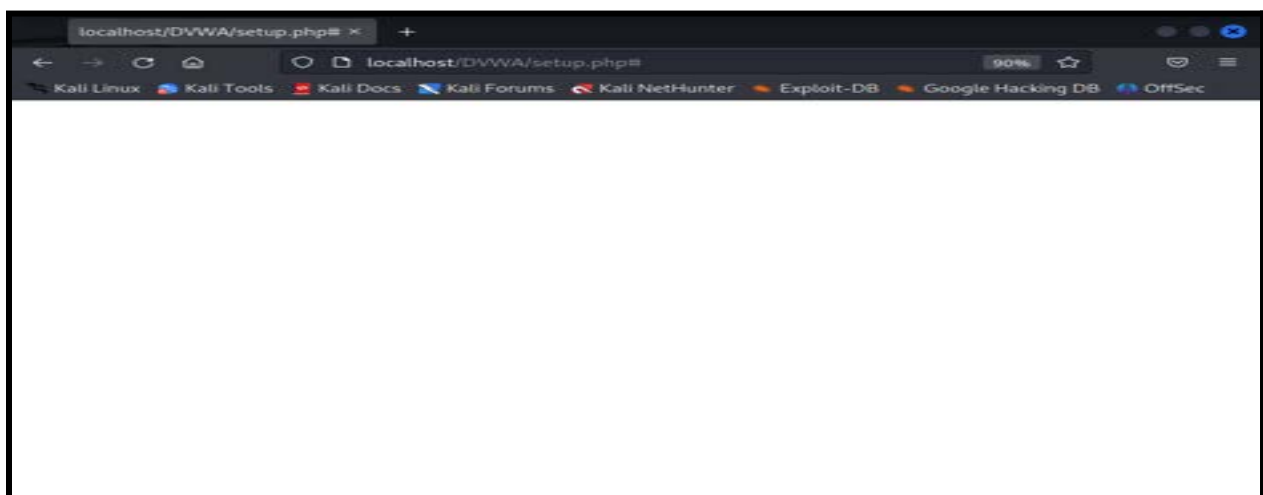 localhost/DVWA/setup.php#
localhost/DVWA/setup.php# 90%
Kali Linux Kali Tools Kali Docs Kali Forums Kali NetHunter Exploit-DB Google Hacking DB OffSec